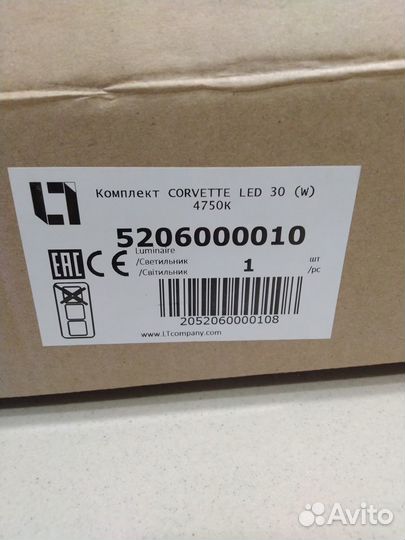 Комплект CORVETTE LED 30 (W)
4750K
5206000010
Luminaire
/Светильник
/Світильник
1
шт
/pc
EAC CE
2052060000108
www.LTcompany.com
Avito